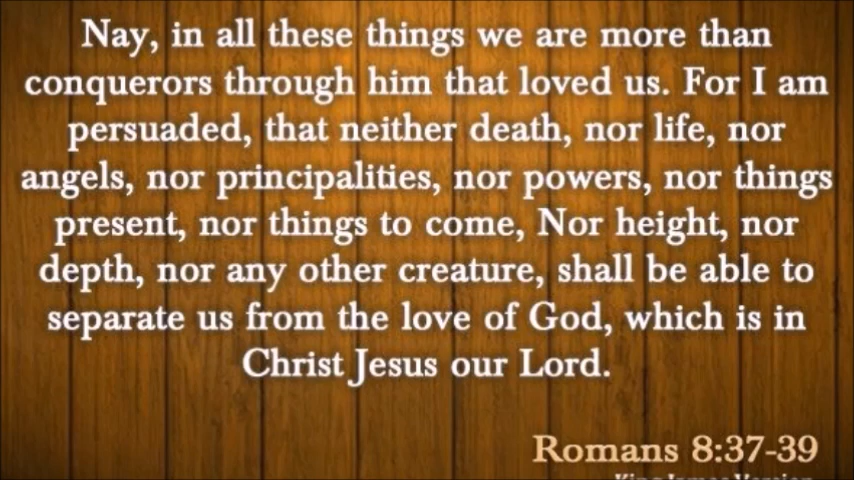 Nay, in all these things we are more than
conquerors through him that loved us. For I am
persuaded, that neither death, nor life, nor
angels, nor principalities, nor powers, nor things
present, nor things to come, Nor height, nor
depth, nor any other creature, shall be able to
separate us from the love of God, which is in
Christ Jesus our Lord.
Romans 8:37-39
King James Version